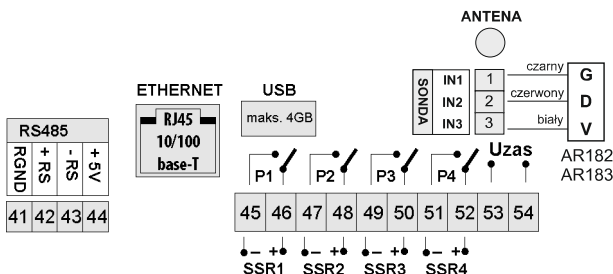 ANTENA
SONDA
IN1 1 czarny G
IN2 2 czerwony D
IN3 3 biały V
AR182
AR183
ETHERNET
RJ45
10/100
base-T
USB
maks. 4GB
RS485
RGND + RS - RS + 5V
41 42 43 44
P1 P2 P3 P4 Uzas
45 46 47 48 49 50 51 52 53 54
– + – + – + – +
SSR1 SSR2 SSR3 SSR4